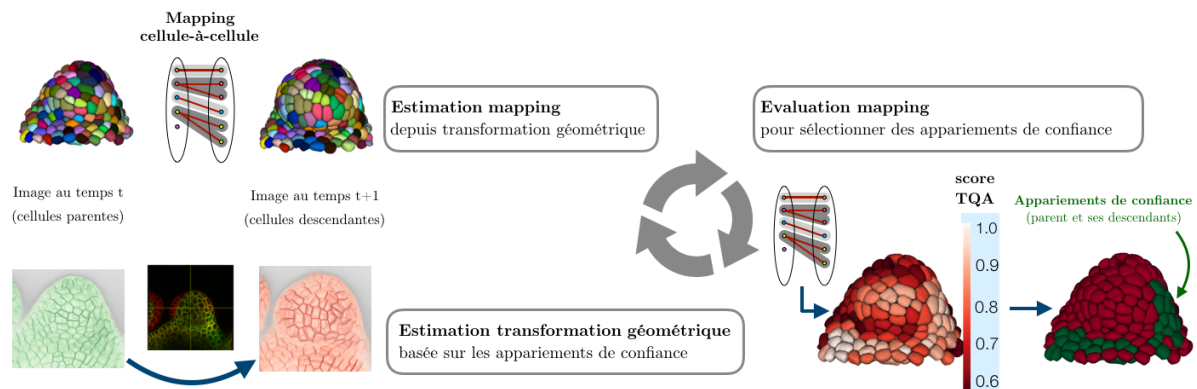 Mapping
cellule-à-cellule
Estimation mapping
depuis transformation géométrique
Evaluation mapping
pour sélectionner des appariements de confiance
Image au temps t
(cellules parentes)
Image au temps t+1
(cellules descendantes)
score
TQA
1.0
0.9
0.8
0.7
0.6
Appariements de confiance
(parent et ses descendants)
Estimation transformation géométrique
basée sur les appariements de confiance